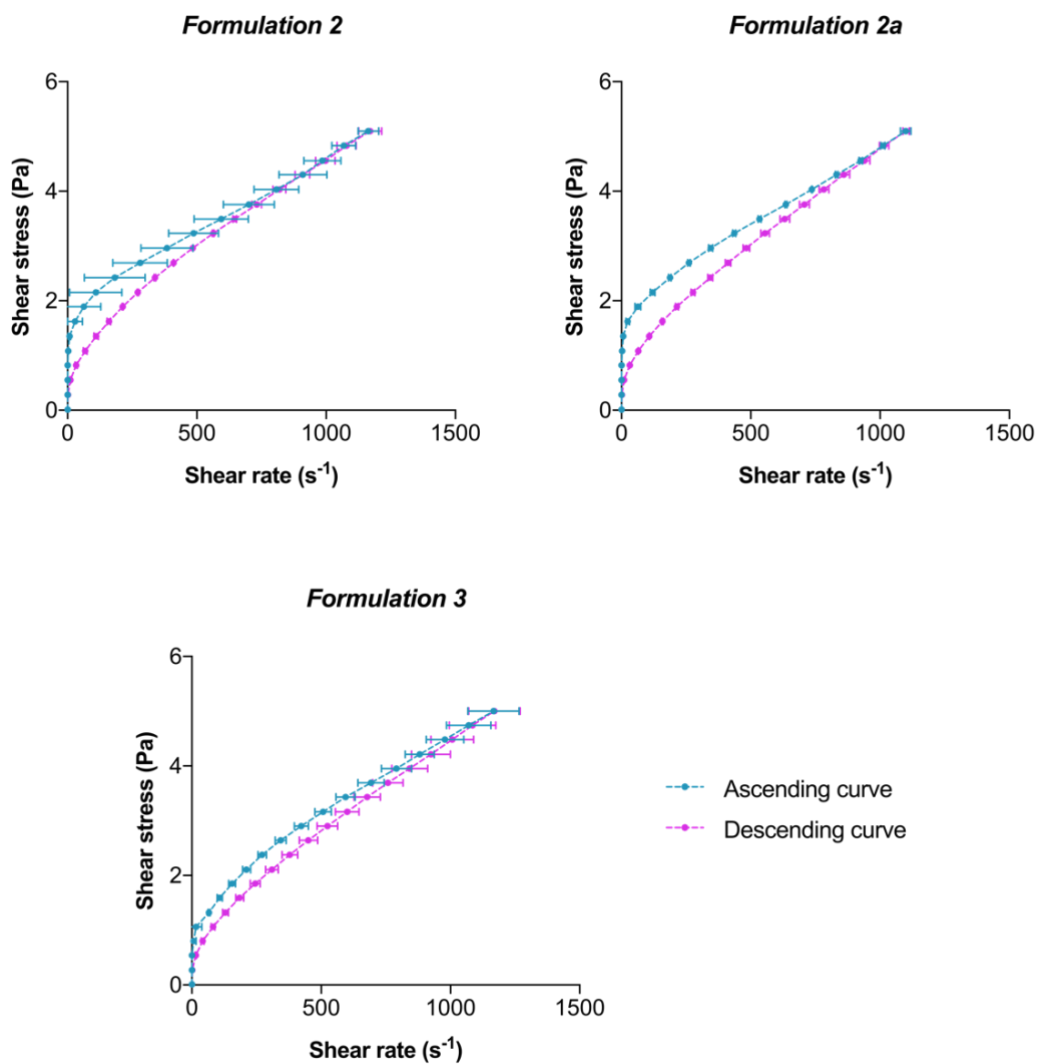 Formulation 2
6
4
2
0
Shear stress (Pa)
0 500 1000 1500
Shear rate (s⁻¹)
Formulation 2a
6
4
2
0
Shear stress (Pa)
0 500 1000 1500
Shear rate (s⁻¹)
Formulation 3
6
4
2
0
Shear stress (Pa)
0 500 1000 1500
Shear rate (s⁻¹)
Ascending curve
Descending curve